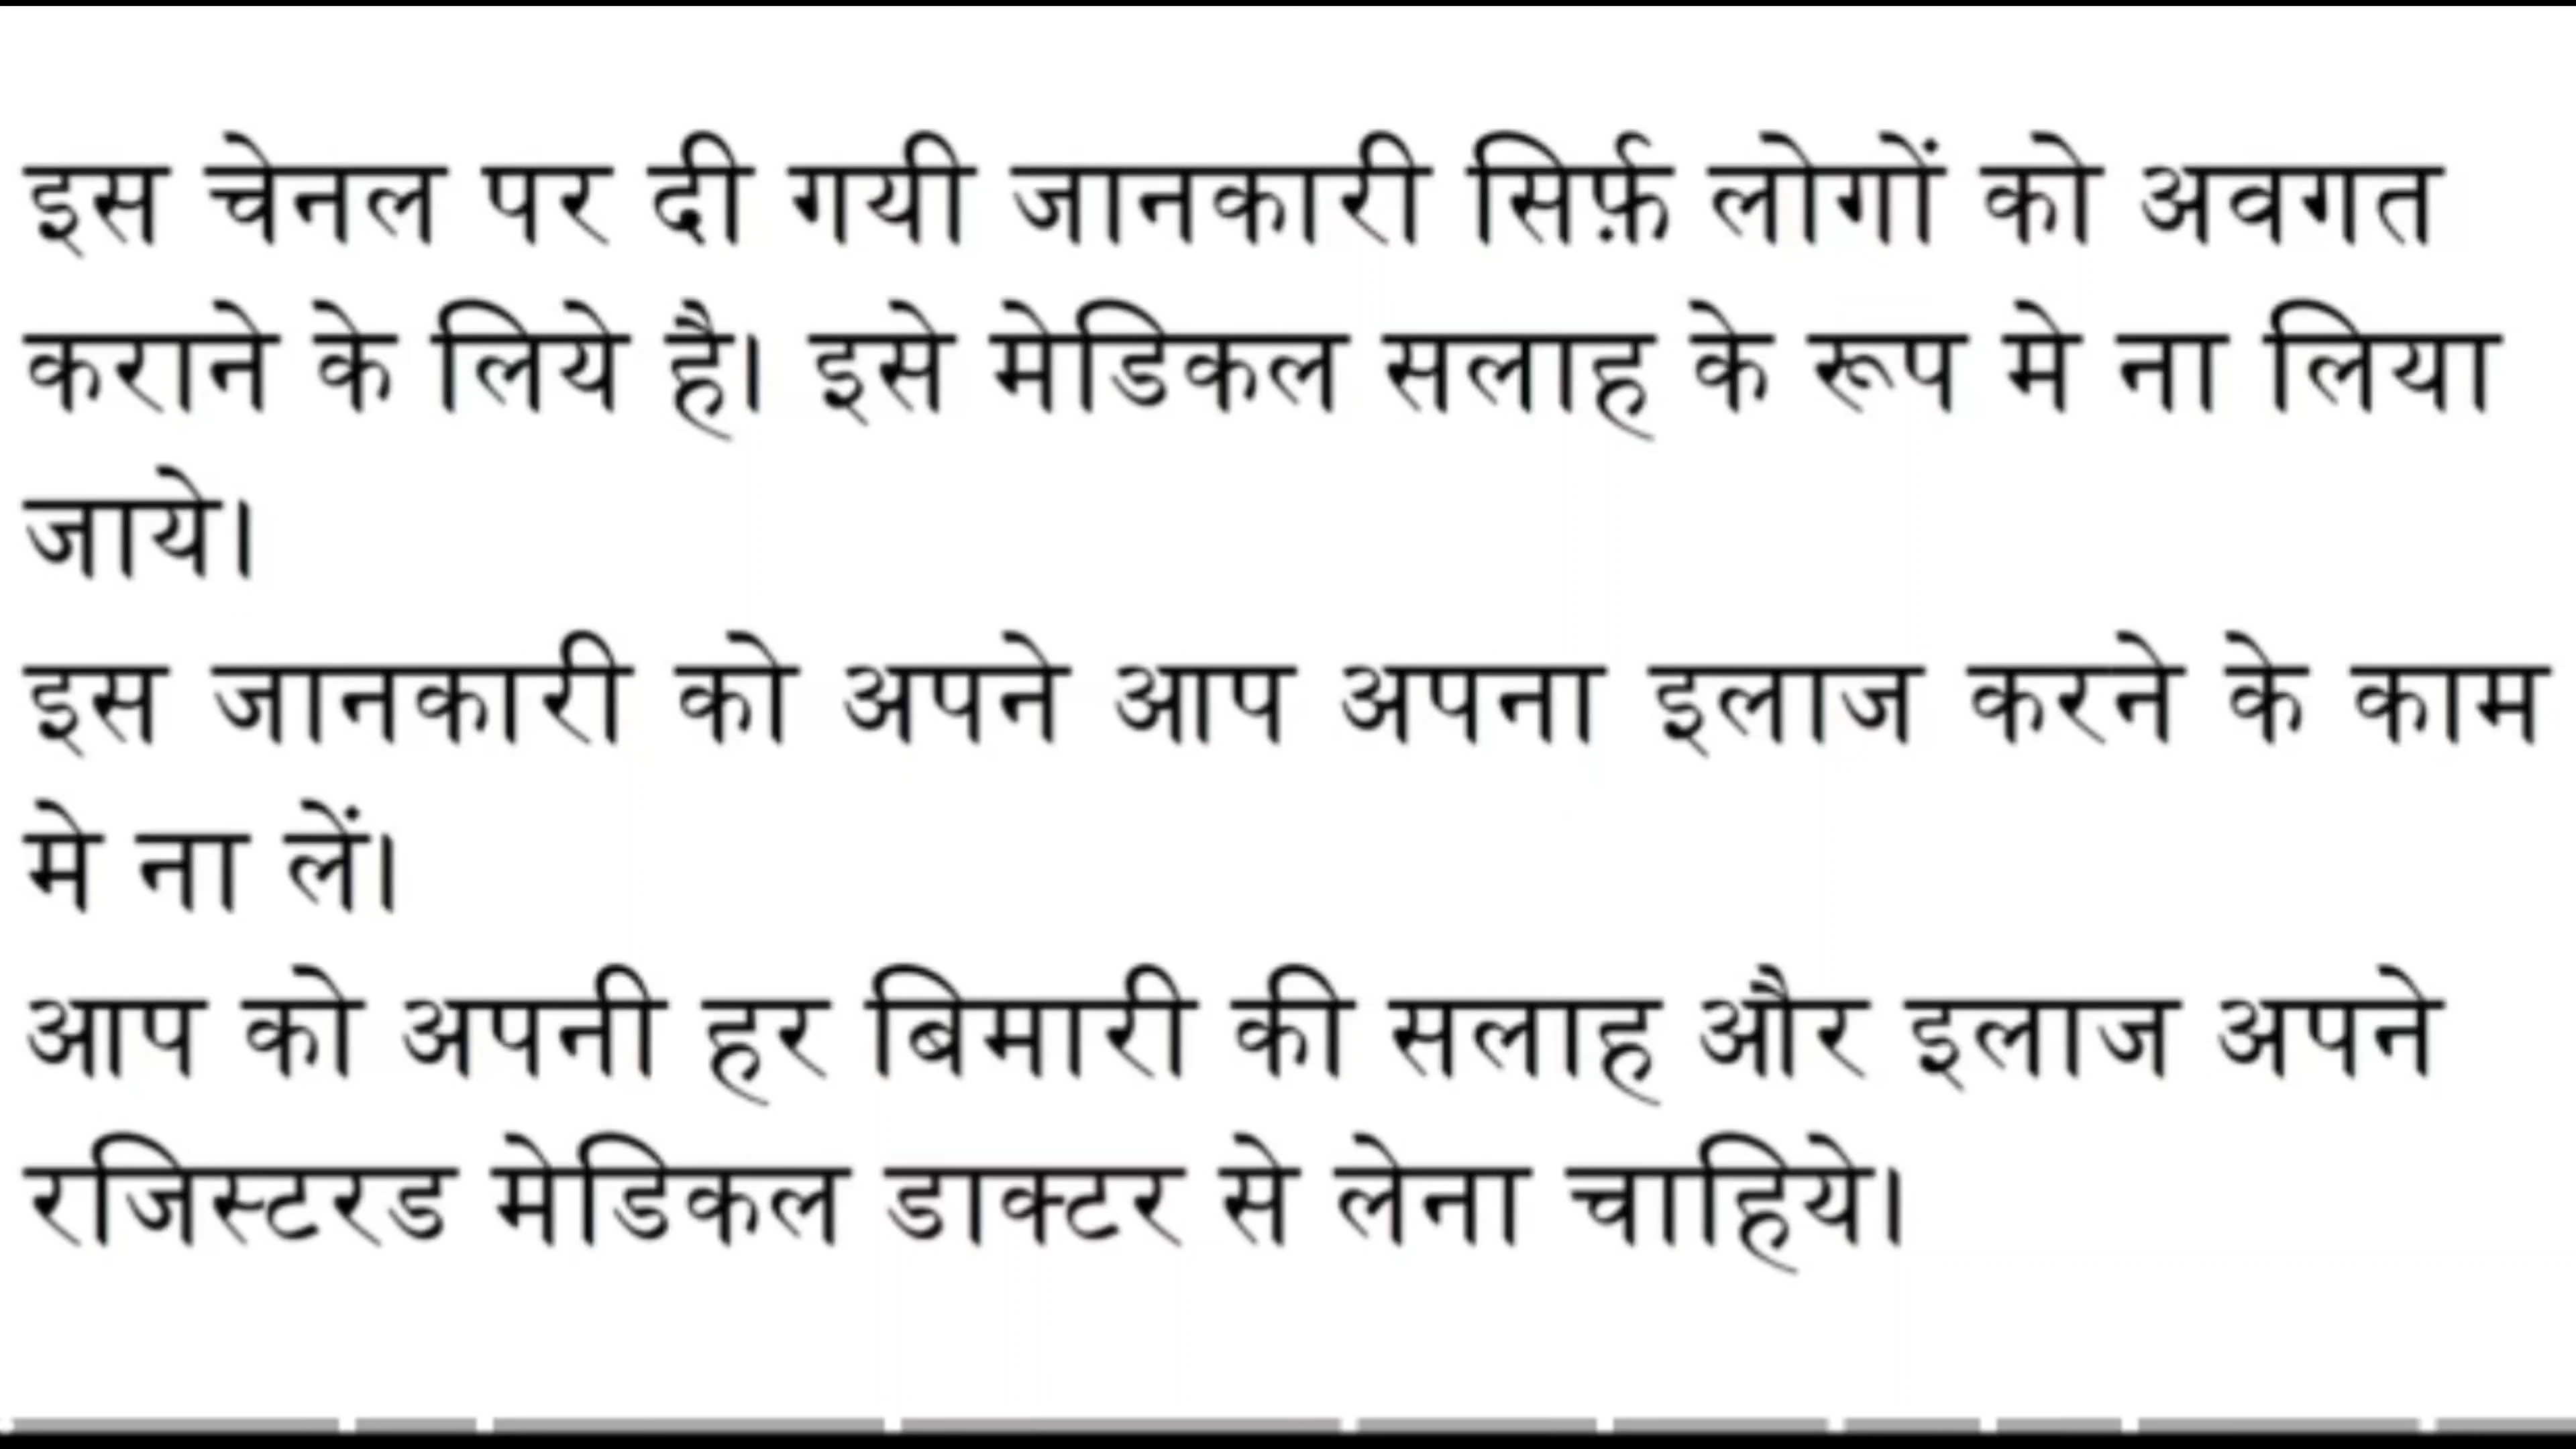 इस चेनल पर दी गयी जानकारी सिर्फ़ लोगों को अवगत
कराने के लिये है। इसे मेडिकल सलाह के रूप मे ना लिया
जाये।
इस जानकारी को अपने आप अपना इलाज करने के काम
मे ना लें।
आप को अपनी हर बिमारी की सलाह और इलाज अपने
रजिस्टरड मेडिकल डाक्टर से लेना चाहिये।